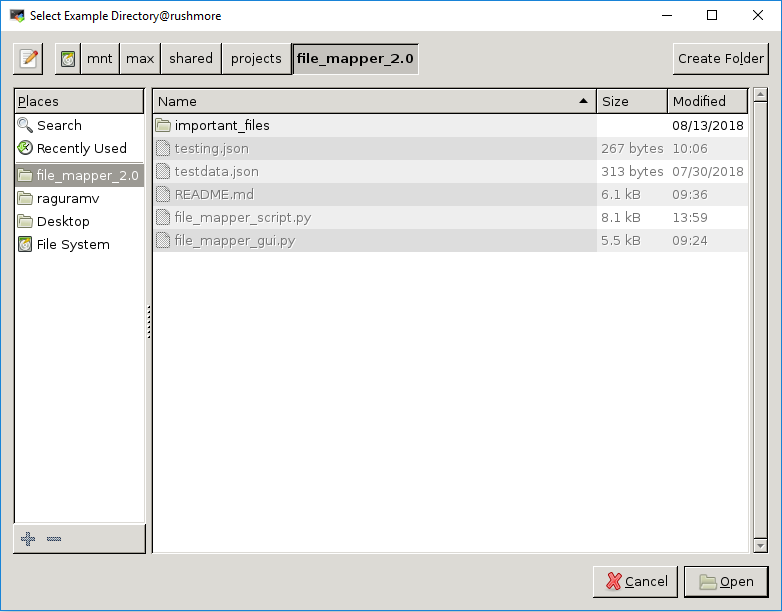 Select Example Directory@rushmore
mnt max shared projects file_mapper_2.0 Create Folder
Places
Search
Recently Used
file_mapper_2.0
raguramv
Desktop
File System
Name Size Modified
important_files 08/13/2018
testing.json 267 bytes 10:06
testdata.json 313 bytes 07/30/2018
README.md 6.1 kB 09:36
file_mapper_script.py 8.1 kB 13:59
file_mapper_gui.py 5.5 kB 09:24
Cancel Open